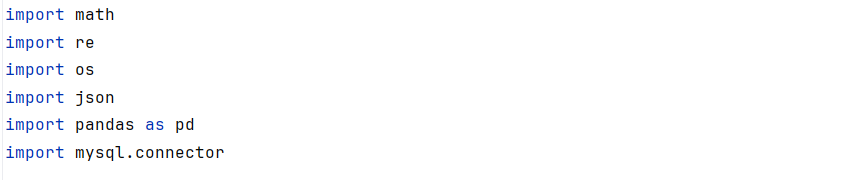 import math
import re
import os
import json
import pandas as pd
import mysql.connector